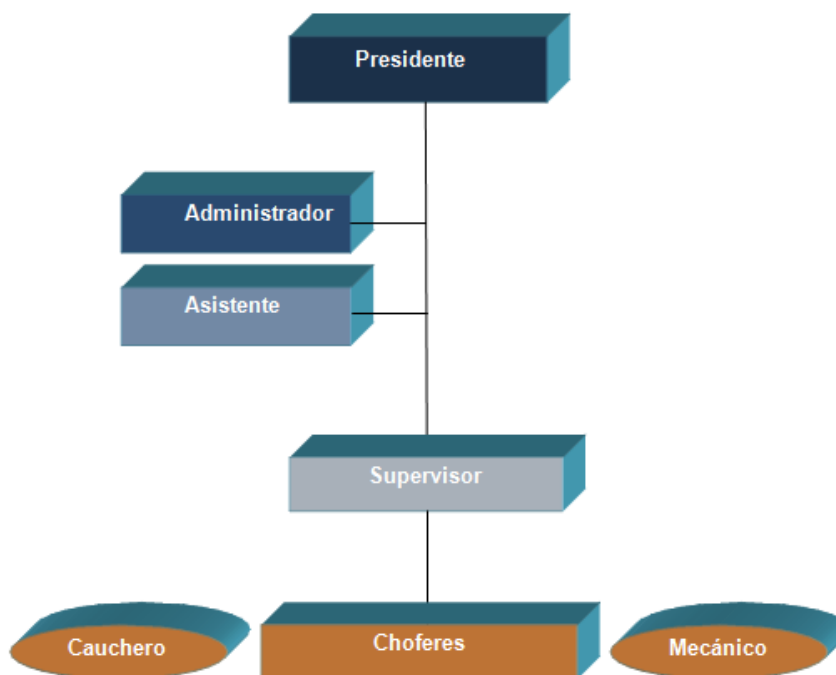 Presidente
Administrador
Asistente
Supervisor
Cauchero
Choferes
Mecánico